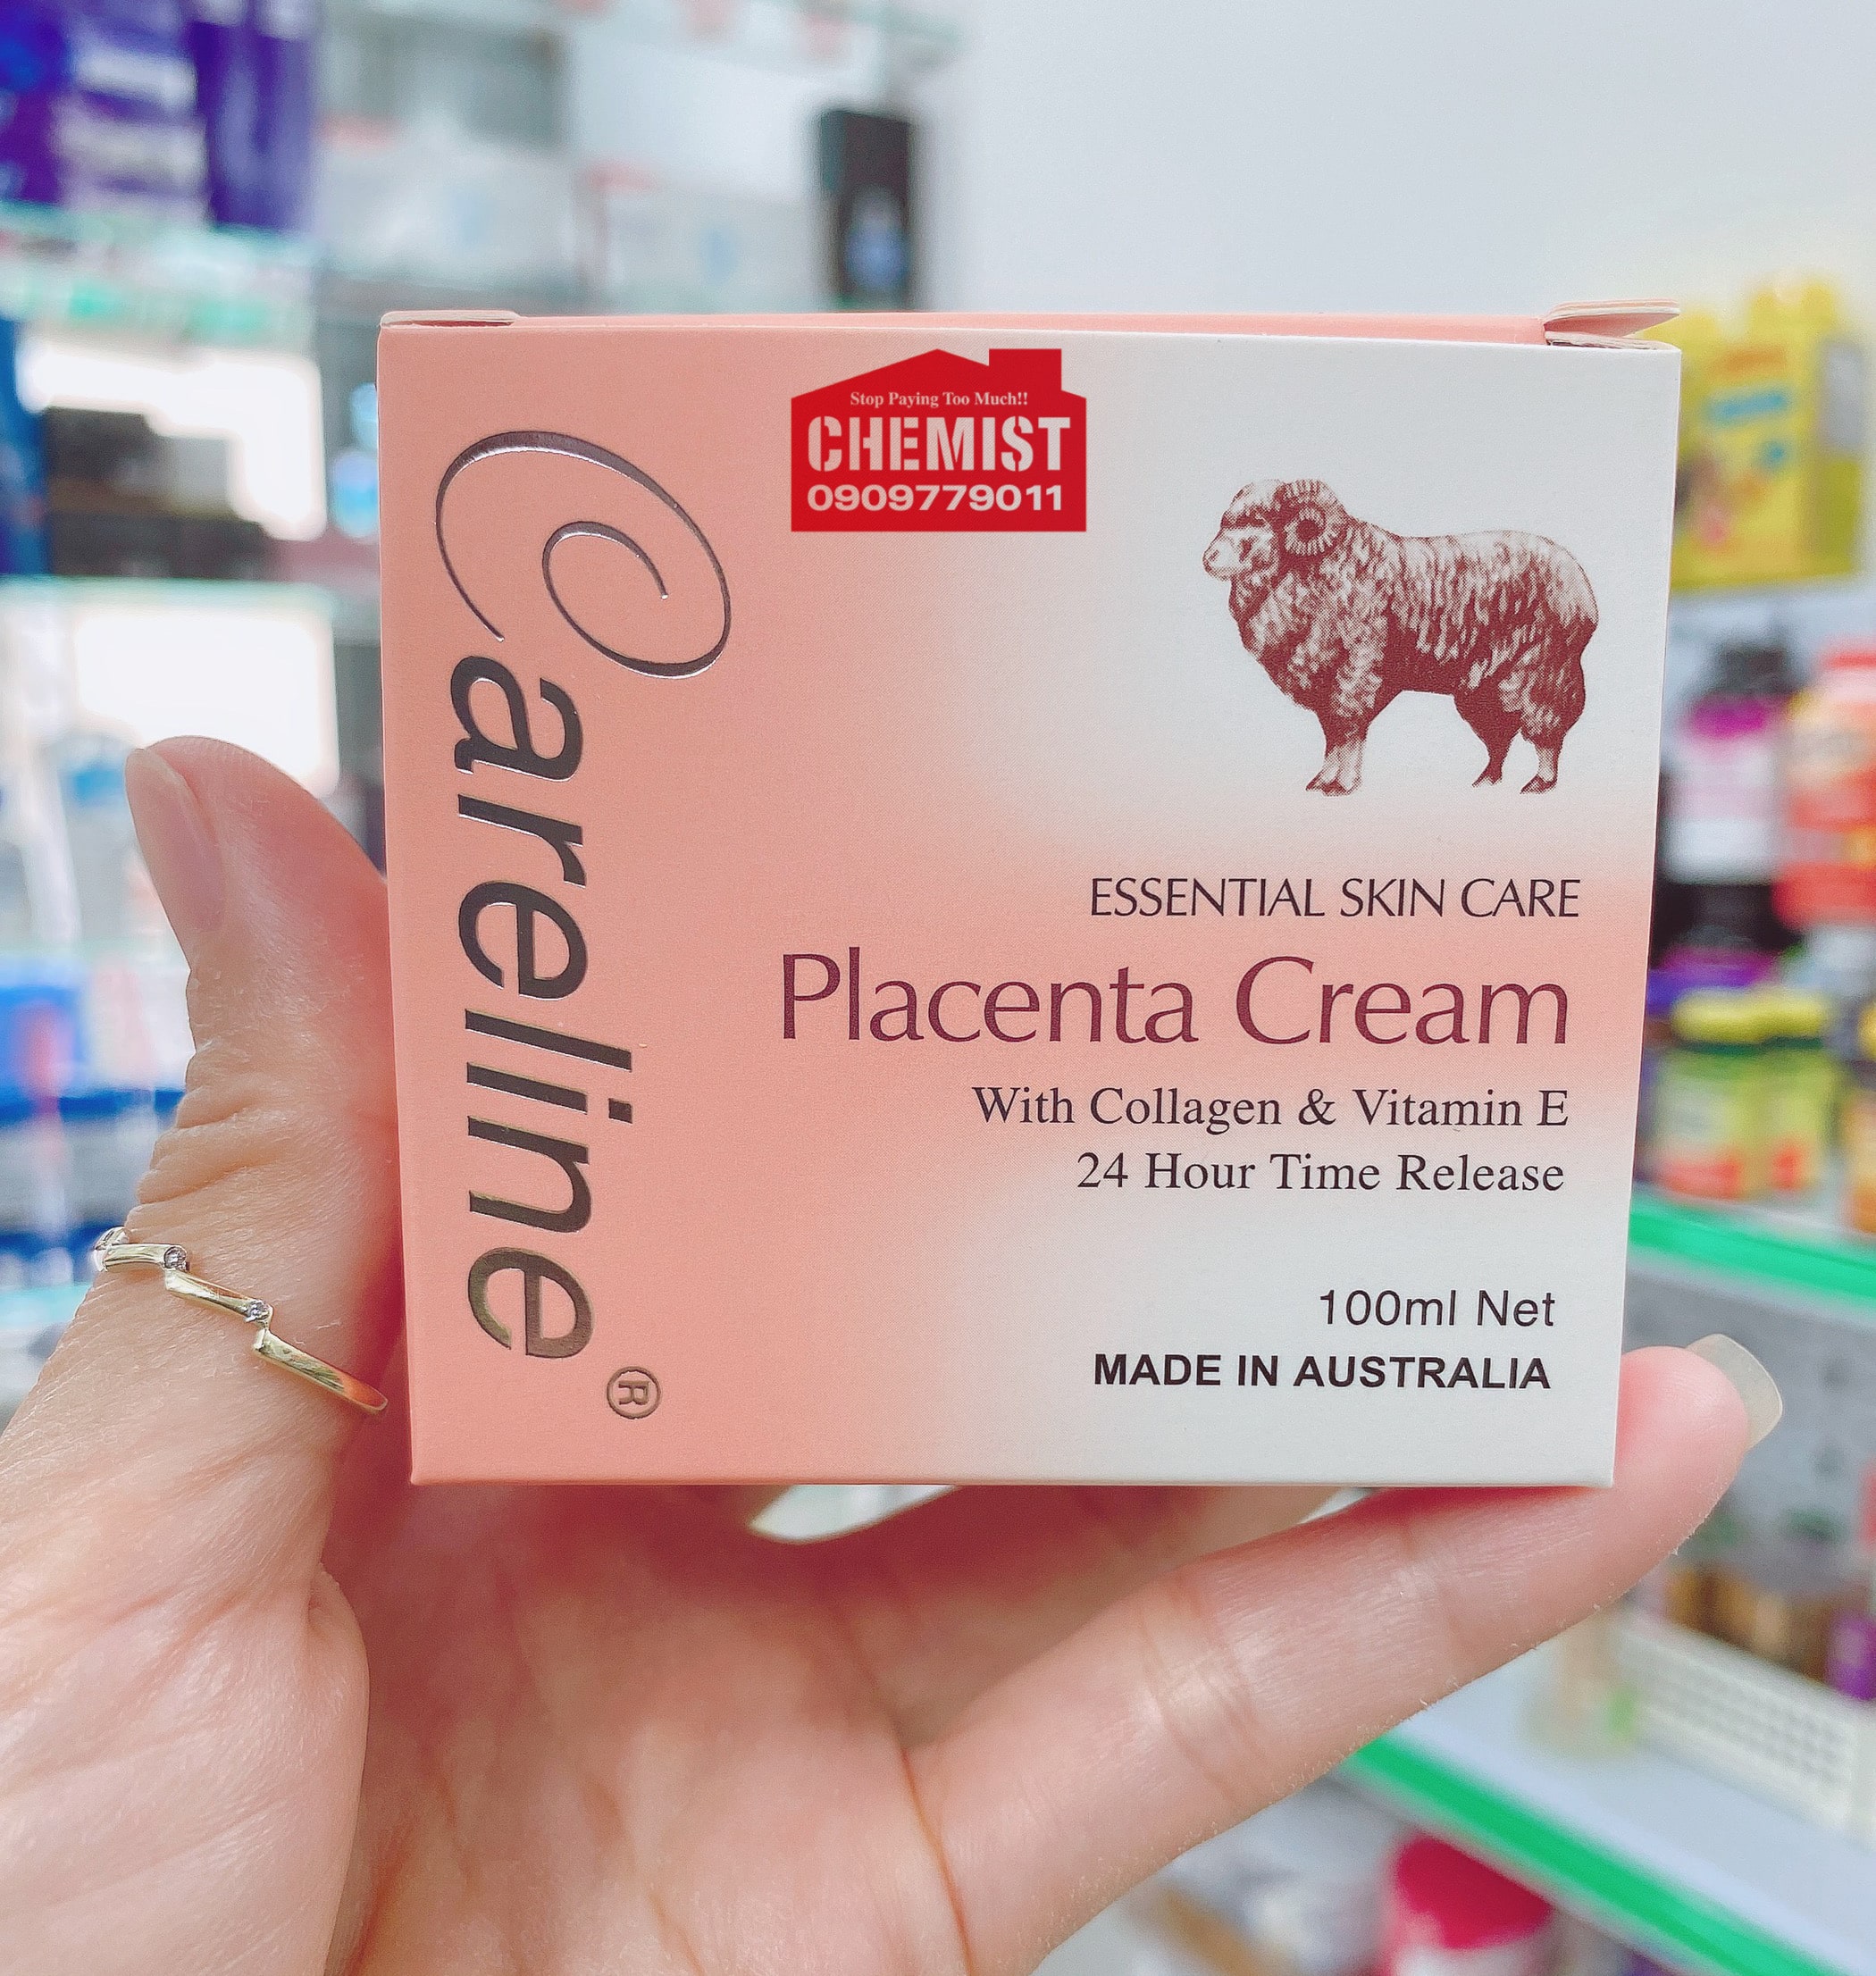 Stop Paying Too Much!!
CHEMIST
0909779011
Careline®
ESSENTIAL SKIN CARE
Placenta Cream
With Collagen & Vitamin E
24 Hour Time Release
100ml Net
MADE IN AUSTRALIA